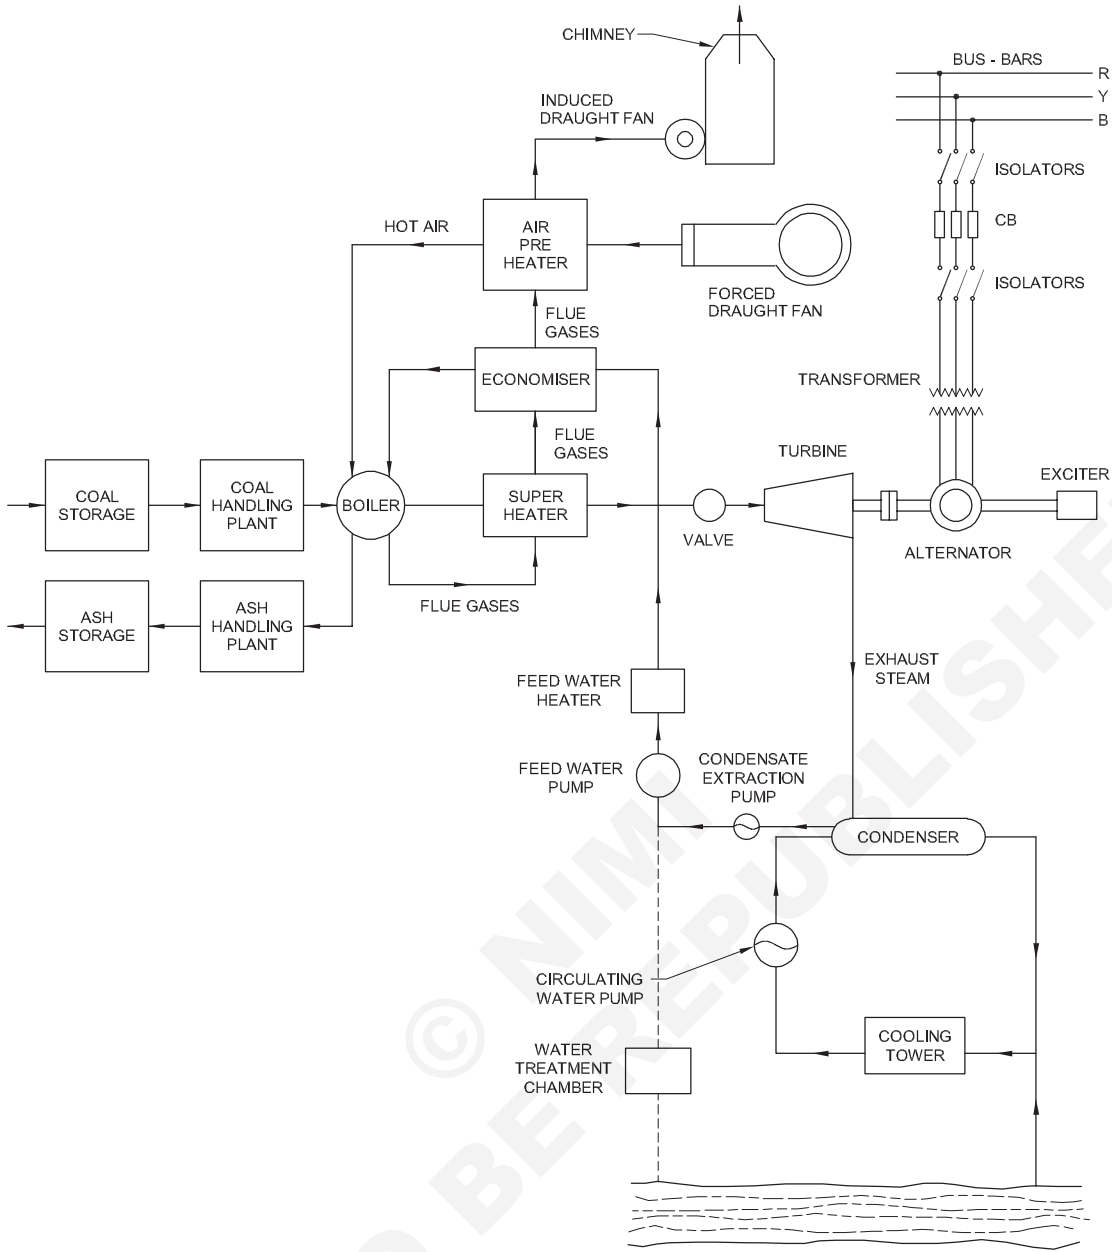 CHIMNEY
BUS - BARS
R
Y
B
INDUCED
DRAUGHT FAN
ISOLATORS
CB
HOT AIR
AIR
PRE
HEATER
ISOLATORS
FORCED
DRAUGHT FAN
FLUE
GASES
ECONOMISER
TRANSFORMER
FLUE
GASES
TURBINE
COAL
STORAGE
COAL
HANDLING
PLANT
BOILER
SUPER
HEATER
VALVE
EXCITER
ALTERNATOR
FLUE GASES
ASH
STORAGE
ASH
HANDLING
PLANT
EXHAUST
STEAM
FEED WATER
HEATER
FEED WATER
PUMP
CONDENSATE
EXTRACTION
PUMP
CONDENSER
CIRCULATING
WATER PUMP
COOLING
TOWER
WATER
TREATMENT
CHAMBER
© NIMI
BE REPUBLISHE